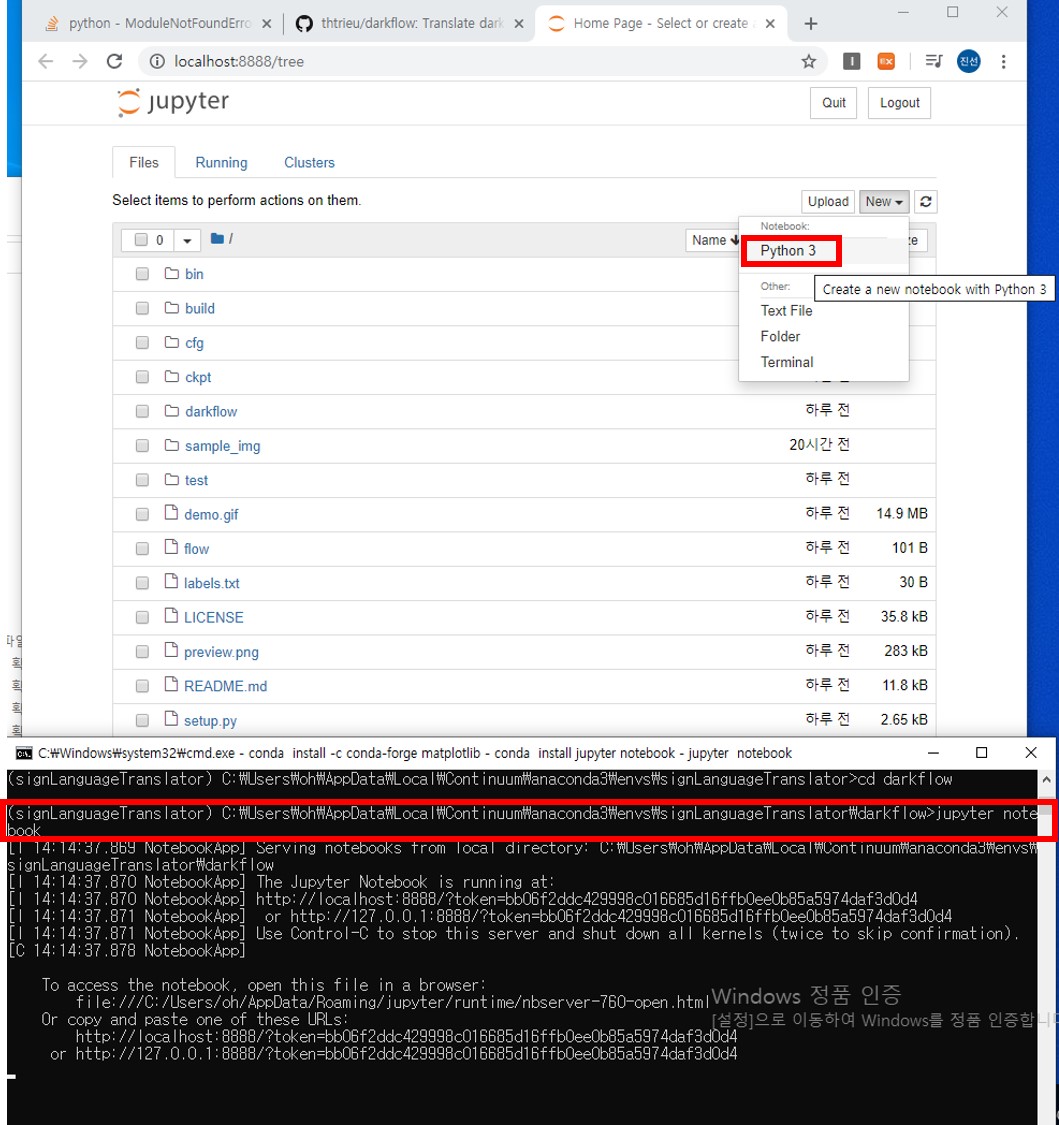 python - ModuleNotFoundErro
thtrieu/darkflow: Translate dark
Home Page - Select or create a
localhost:8888/tree
I
EX
진선
jupyter
Quit
Logout
Files
Running
Clusters
Select items to perform actions on them.
Upload
New
0
/
Name
ze
Notebook:
Python 3
Create a new notebook with Python 3
Other:
Text File
Folder
Terminal
bin
build
cfg
ckpt
하루 전
darkflow
하루 전
sample_img
20시간 전
test
하루 전
demo.gif
하루 전
14.9 MB
flow
하루 전
101 B
labels.txt
하루 전
30 B
LICENSE
하루 전
35.8 kB
preview.png
하루 전
283 kB
README.md
하루 전
11.8 kB
setup.py
하루 전
2.65 kB
C:₩Windows₩system32₩cmd.exe - conda  install -c conda-forge matplotlib - conda  install jupyter notebook - jupyter  notebook
(signLanguageTranslator) C:₩Users₩oh₩AppData₩Local₩Continuum₩anaconda3₩envs₩signLanguageTranslator>cd darkflow
(signLanguageTranslator) C:₩Users₩oh₩AppData₩Local₩Continuum₩anaconda3₩envs₩signLanguageTranslator₩darkflow>jupyter note
book
[I 14:14:37.869 NotebookApp] Serving notebooks from local directory: C:₩Users₩oh₩AppData₩Local₩Continuum₩anaconda3₩envs₩
signLanguageTranslator₩darkflow
[I 14:14:37.870 NotebookApp] The Jupyter Notebook is running at:
[I 14:14:37.870 NotebookApp] http://localhost:8888/?token=bb06f2ddc429998c016685d16ffb0ee0b85a5974daf3d0d4
[I 14:14:37.871 NotebookApp]  or http://127.0.0.1:8888/?token=bb06f2ddc429998c016685d16ffb0ee0b85a5974daf3d0d4
[I 14:14:37.871 NotebookApp] Use Control-C to stop this server and shut down all kernels (twice to skip confirmation).
[C 14:14:37.878 NotebookApp]
To access the notebook, open this file in a browser:
file:///C:/Users/oh/AppData/Roaming/jupyter/runtime/nbserver-760-open.html
Or copy and paste one of these URLs:
http://localhost:8888/?token=bb06f2ddc429998c016685d16ffb0ee0b85a5974daf3d0d4
or http://127.0.0.1:8888/?token=bb06f2ddc429998c016685d16ffb0ee0b85a5974daf3d0d4
Windows 정품 인증
[설정]으로 이동하여 Windows를 정품 인증합니다